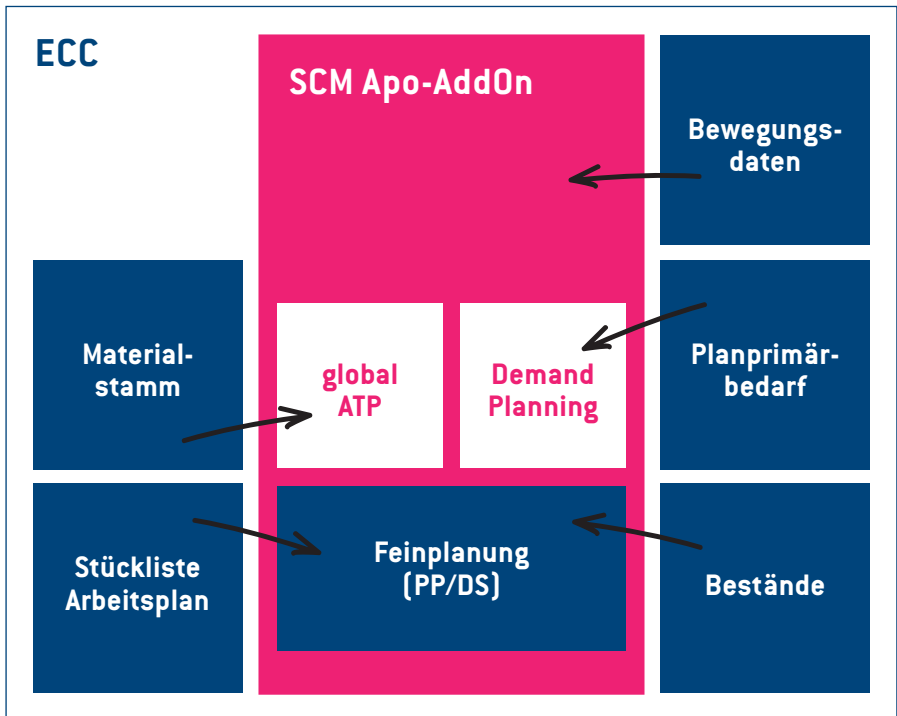 ECC
SCM Apo-AddOn
Bewegungs-
daten
Material-
stamm
global
ATP
Demand
Planning
Planprimär-
bedarf
Stückliste
Arbeitsplan
Feinplanung
(PP/DS)
Bestände